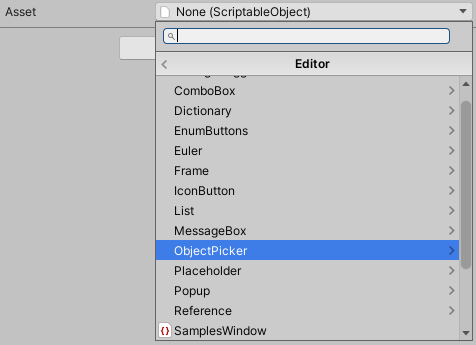 Asset
None (ScriptableObject)
Editor
ComboBox
Dictionary
EnumButtons
Euler
Frame
IconButton
List
MessageBox
ObjectPicker
Placeholder
Popup
Reference
SamplesWindow